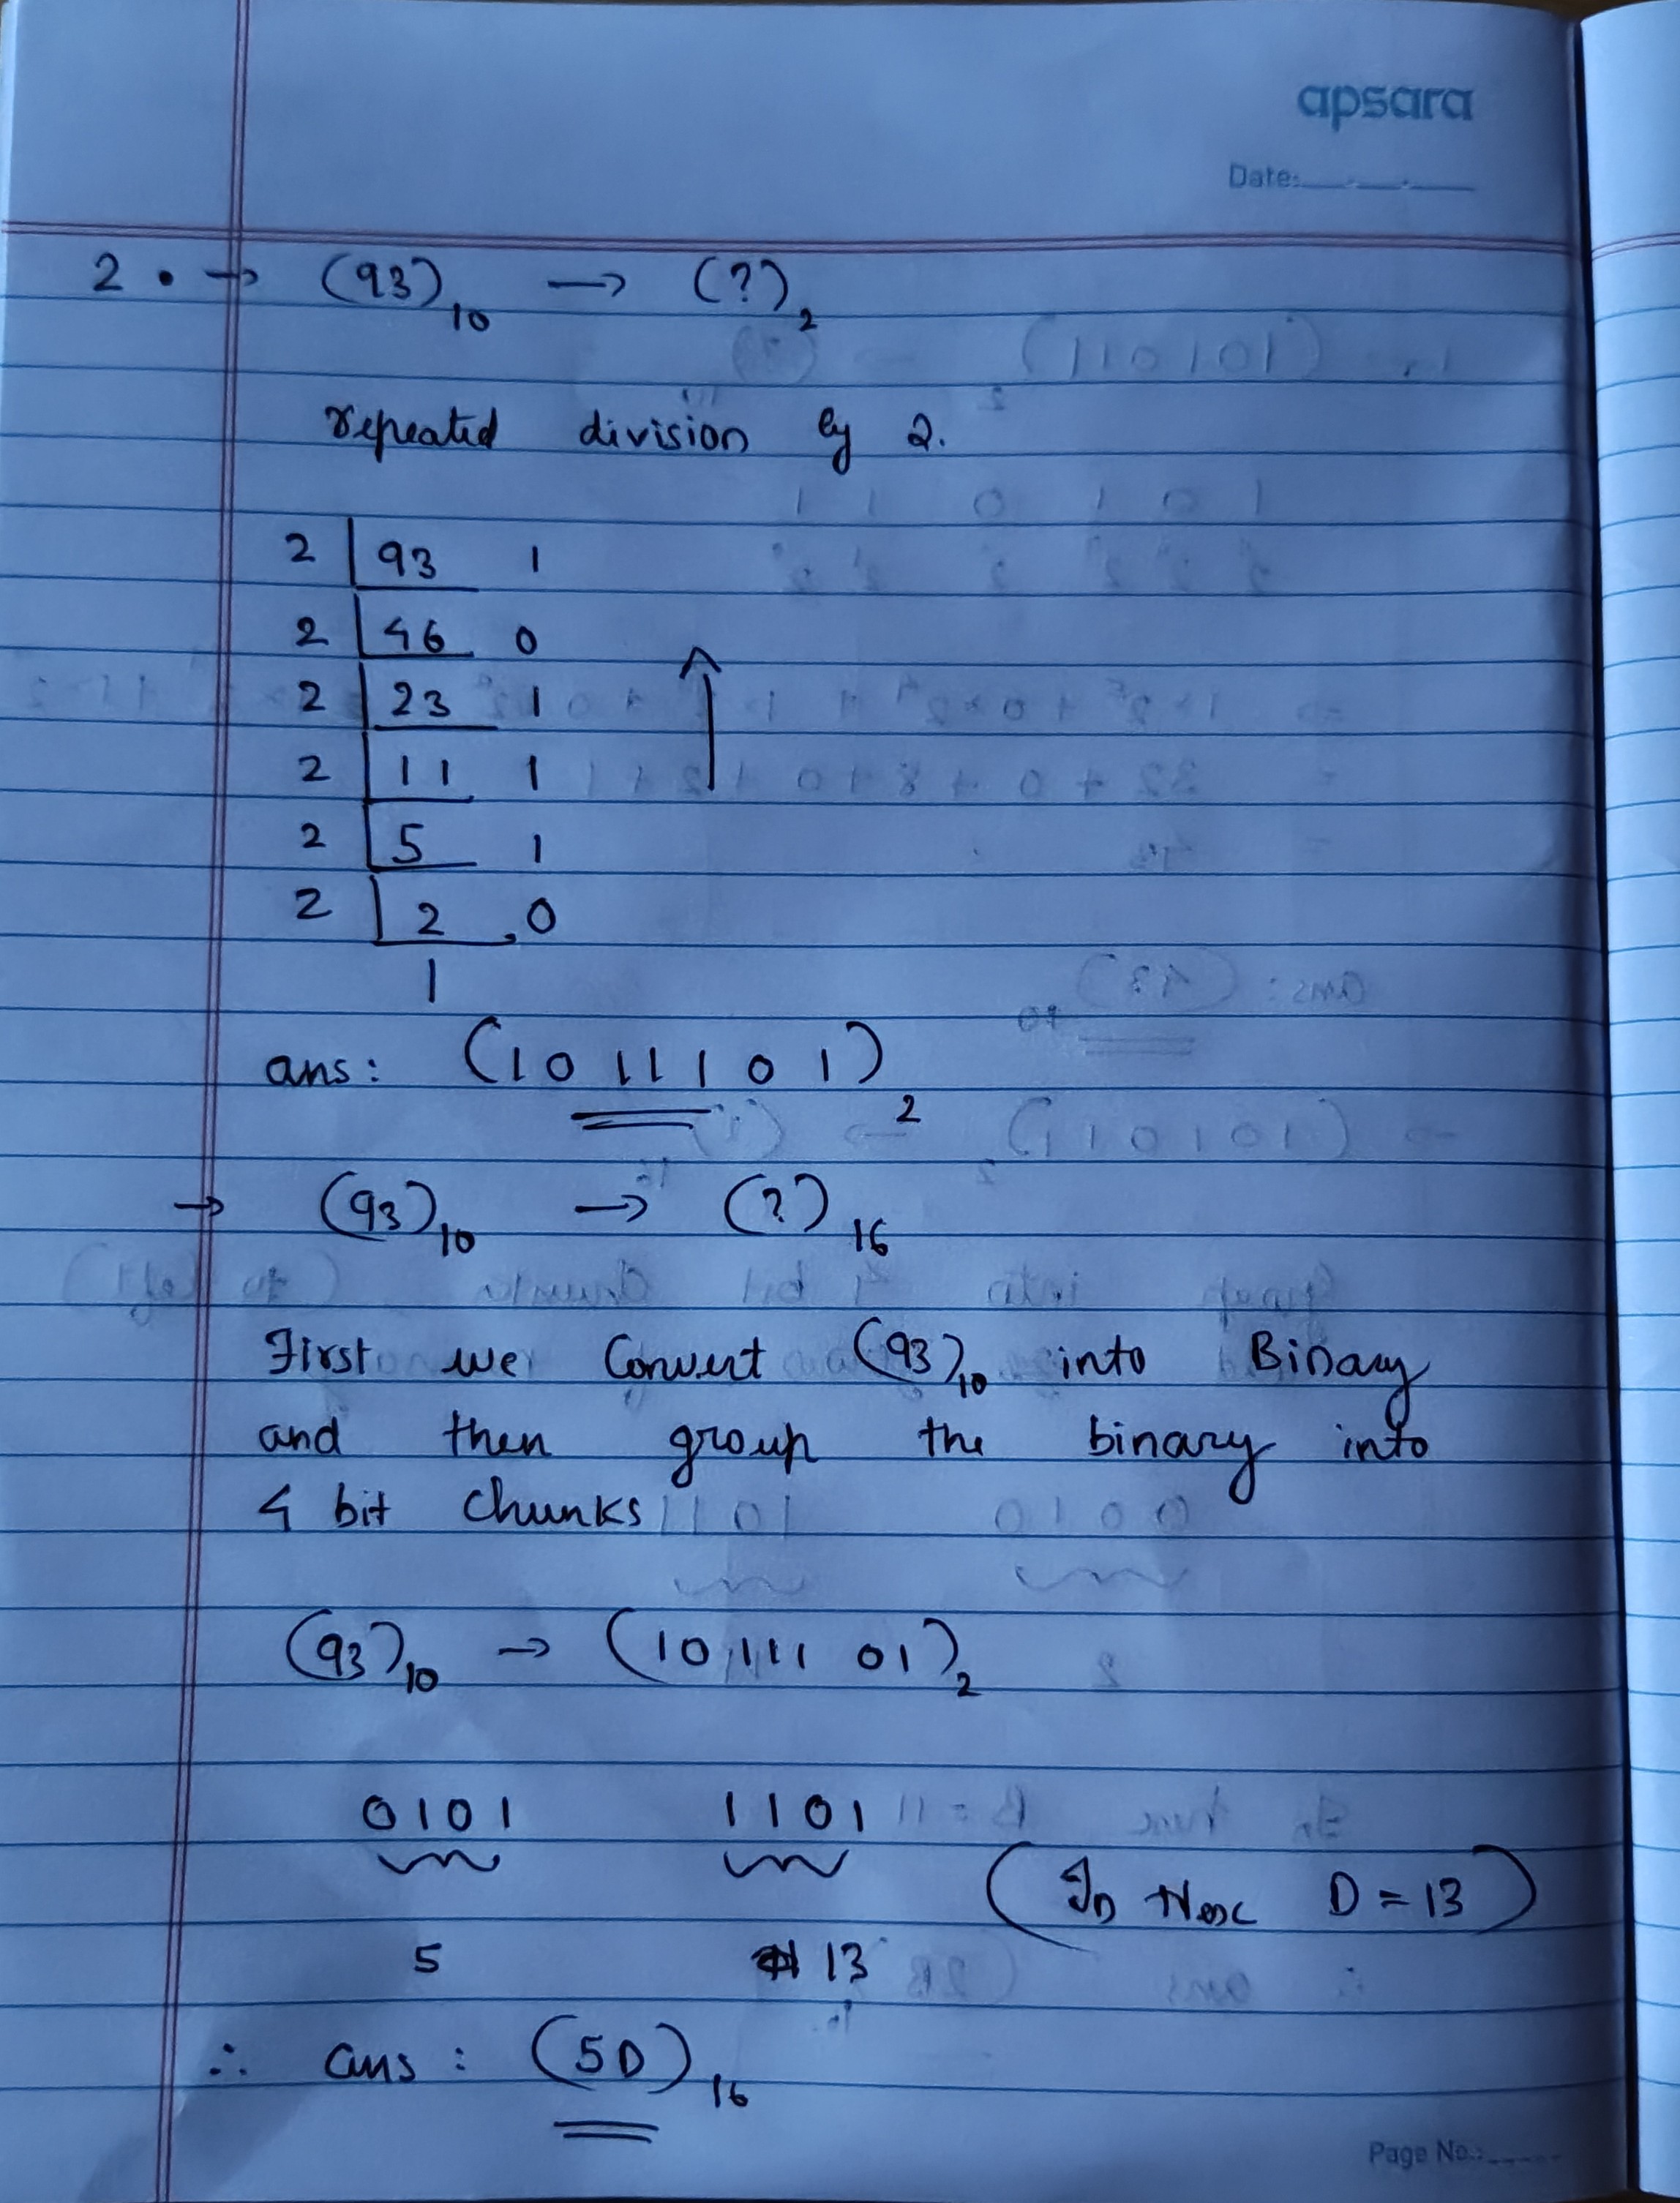 apsara
Date:
2 • → (93)10 → (?)2
repeated division by 2.
2 | 93 1
2 | 46 0
2 | 23 1
2 | 11 1
2 | 5 1
2 | 2 0
1
ans: (1011101)2
→ (93)10 → (?)16
First we Convert (93)10 into Binary
and then group the binary into
4 bit Chunks
(93)10 → (1011101)2
0101 1101
(In Hex D = 13)
5 13
∴ ans : (5D)16
Page No.: